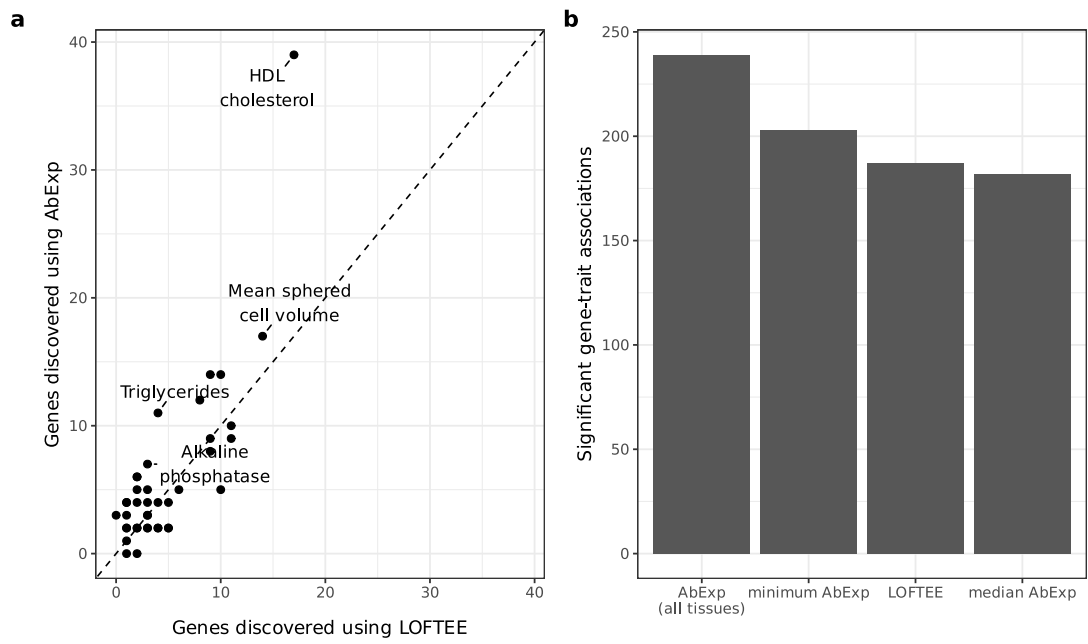 a
40
30
20
10
0
Genes discovered using AbExp
HDL
cholesterol
Mean sphered
cell volume
Triglycerides
Alkaline
phosphatase
0
10
20
30
40
Genes discovered using LOFTEE
b
250
200
150
100
50
0
Significant gene-trait associations
AbExp
(all tissues)
minimum AbExp
LOFTEE
median AbExp